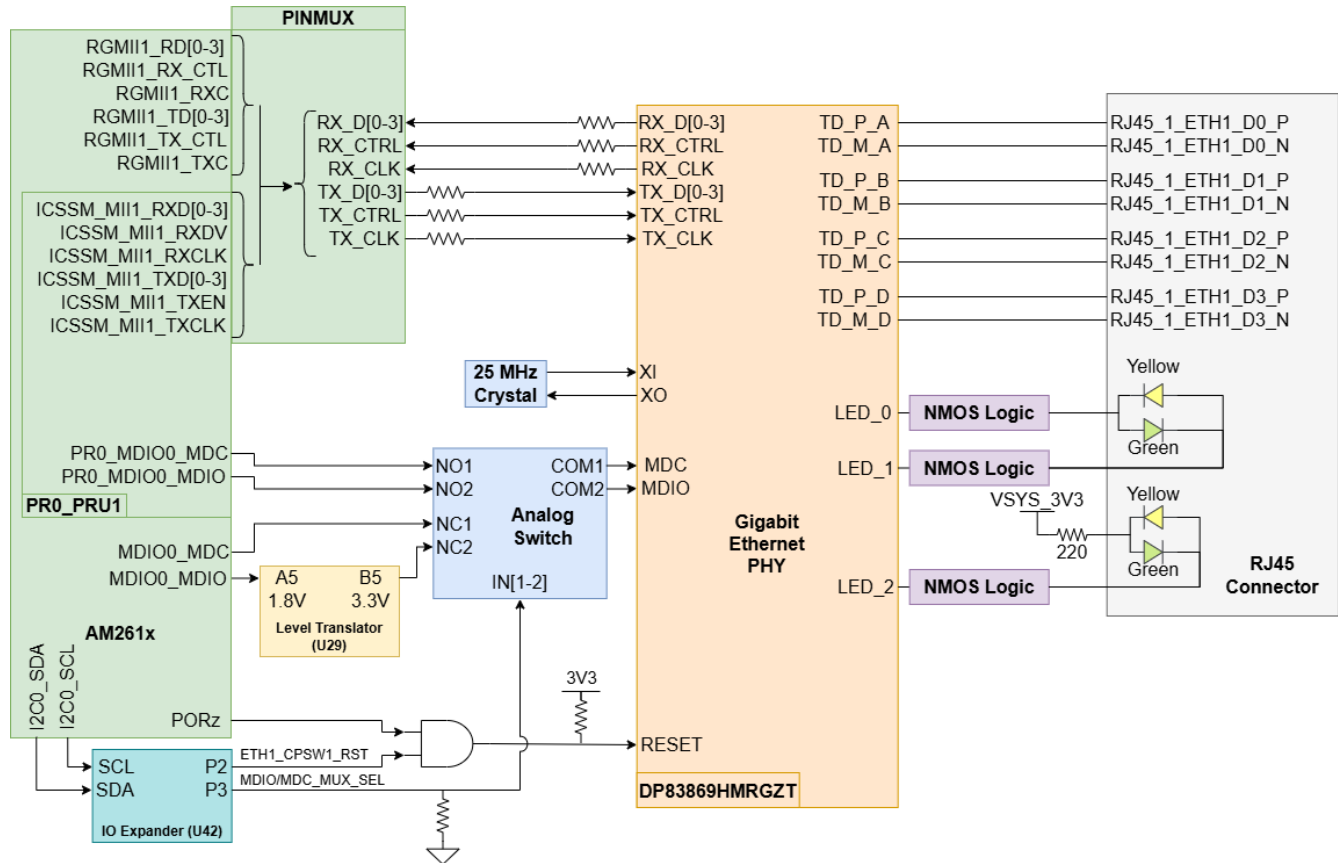 PINMUX
RGMII1_RD[0-3]
RGMII1_RX_CTL
RGMII1_RXC
RGMII1_TD[0-3]
RGMII1_TX_CTL
RGMII1_TXC
ICSSM_MII1_RXD[0-3]
ICSSM_MII1_RXDV
ICSSM_MII1_RXCLK
ICSSM_MII1_TXD[0-3]
ICSSM_MII1_TXEN
ICSSM_MII1_TXCLK
RX_D[0-3]
RX_CTRL
RX_CLK
TX_D[0-3]
TX_CTRL
TX_CLK
PR0_MDIO0_MDC
PR0_MDIO0_MDIO
PR0_PRU1
MDIO0_MDC
MDIO0_MDIO
AM261x
I2C0_SDA
I2C0_SCL
PORz
SCL
SDA
P2
P3
IO Expander (U42)
ETH1_CPSW1_RST
MDIO/MDC_MUX_SEL
A5
B5
1.8V
3.3V
Level Translator
(U29)
25 MHz
Crystal
NO1
NO2
NC1
NC2
COM1
COM2
Analog
Switch
IN[1-2]
3V3
RX_D[0-3]
RX_CTRL
RX_CLK
TX_D[0-3]
TX_CTRL
TX_CLK
XI
XO
MDC
MDIO
Gigabit
Ethernet
PHY
RESET
DP83869HMRGZT
TD_P_A
TD_M_A
TD_P_B
TD_M_B
TD_P_C
TD_M_C
TD_P_D
TD_M_D
LED_0
LED_1
LED_2
NMOS Logic
NMOS Logic
NMOS Logic
VSYS_3V3
220
RJ45_1_ETH1_D0_P
RJ45_1_ETH1_D0_N
RJ45_1_ETH1_D1_P
RJ45_1_ETH1_D1_N
RJ45_1_ETH1_D2_P
RJ45_1_ETH1_D2_N
RJ45_1_ETH1_D3_P
RJ45_1_ETH1_D3_N
Yellow
Green
Yellow
Green
RJ45
Connector